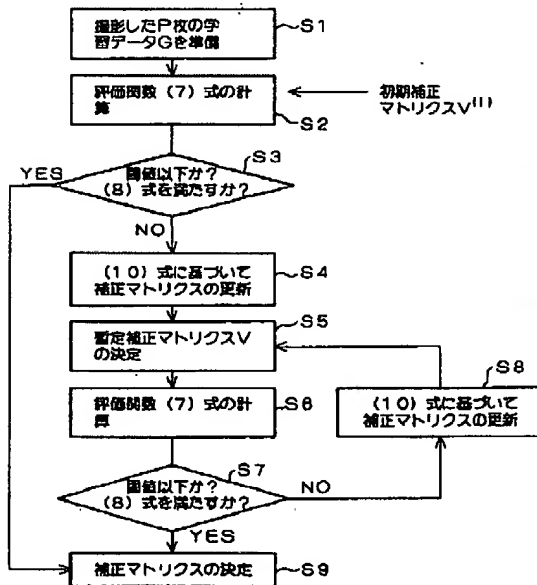 撮影したP枚の学
習データGを準備
S1
評価関数(7)式の計
算
S2
初期補正
マトリクスV(1)
S3
閾値以下か?
(8)式を満たすか?
YES
NO
(10)式に基づいて
補正マトリクスの更新
S4
暫定補正マトリクスV
の決定
S5
評価関数(7)式の計
算
S6
S7
閾値以下か?
(8)式を満たすか?
NO
YES
S8
(10)式に基づいて
補正マトリクスの更新
補正マトリクスの決定
S9